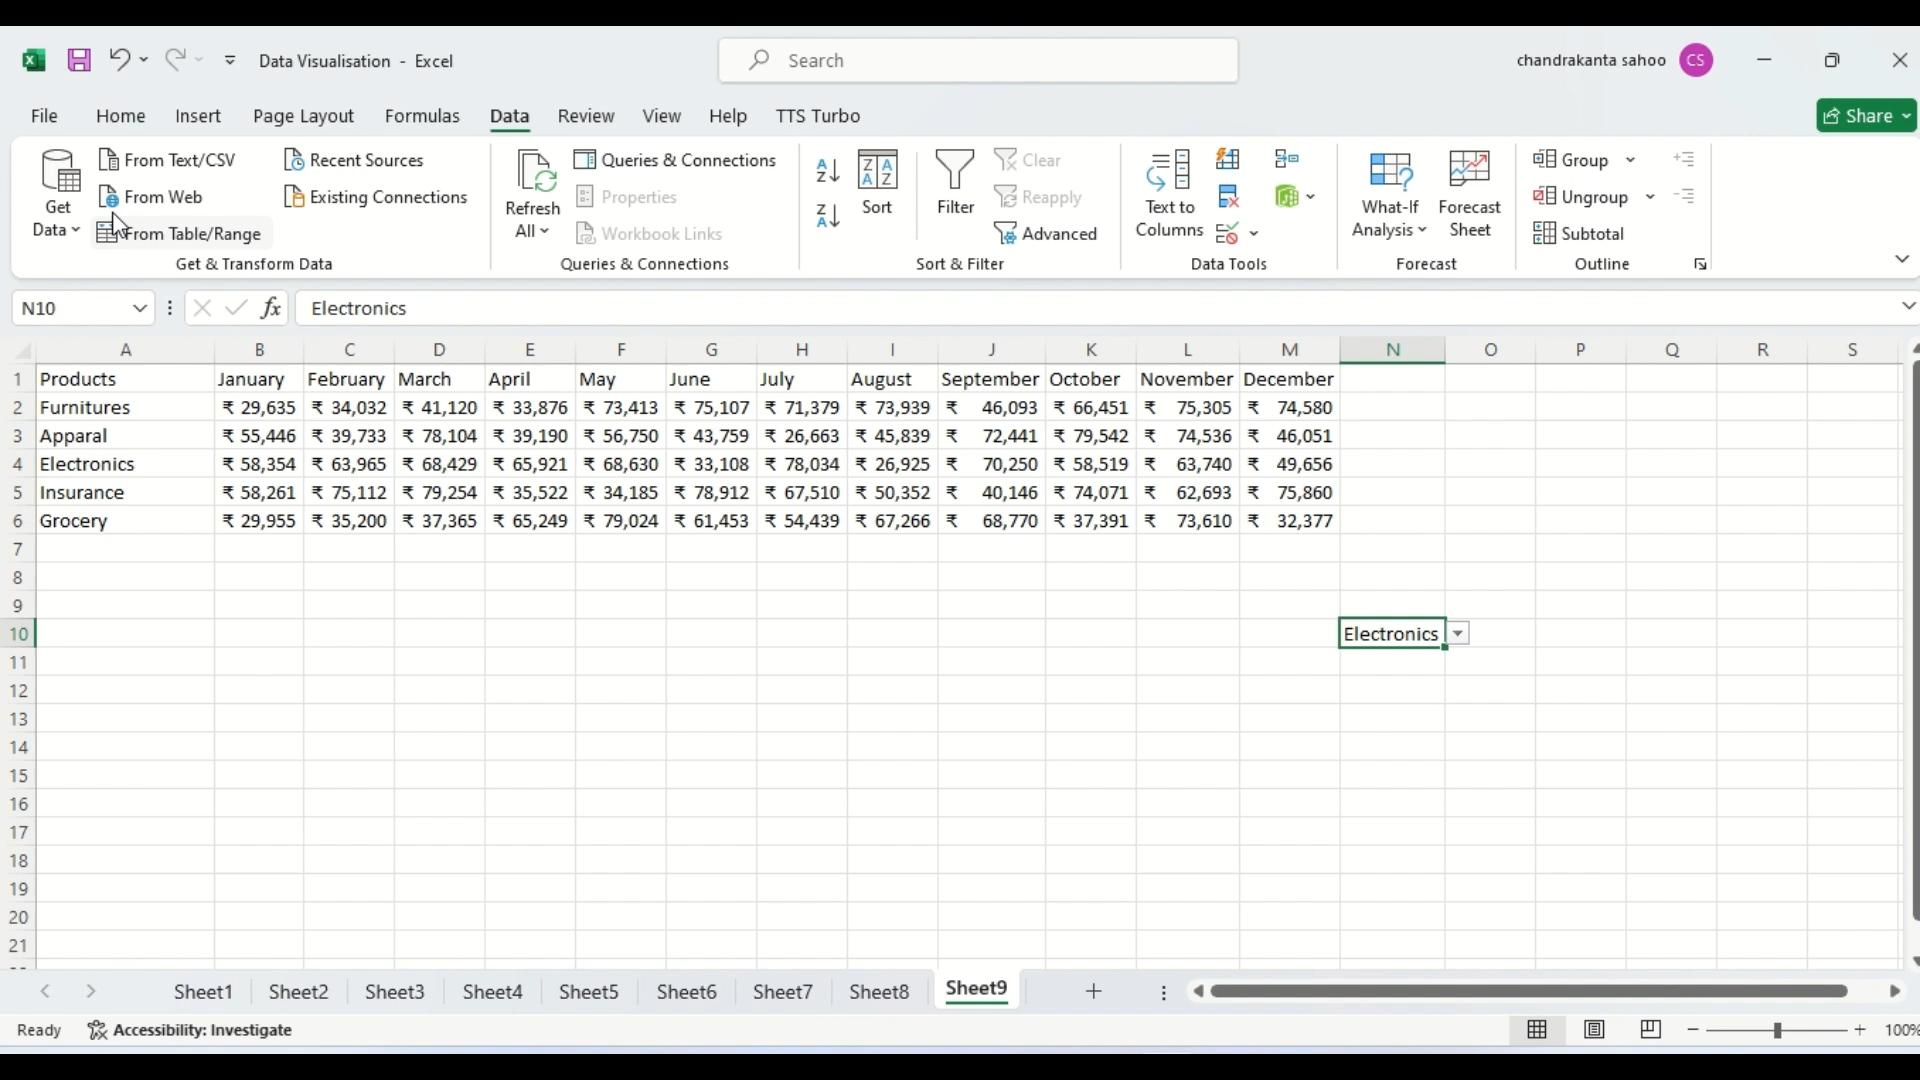 Data Visualisation - Excel
Search
chandrakanta sahoo CS
File Home Insert Page Layout Formulas Data Review View Help TTS Turbo Share
Get Data
From Text/CSV
From Web
From Table/Range
Recent Sources
Existing Connections
Get & Transform Data
Refresh All
Queries & Connections
Properties
Workbook Links
Queries & Connections
Sort
Filter
Clear
Reapply
Advanced
Sort & Filter
Text to Columns
Data Tools
What-If Analysis
Forecast Sheet
Forecast
Group
Ungroup
Subtotal
Outline
N10 fx Electronics
A B C D E F G H I J K L M N O P Q R S
1 Products January February March April May June July August September October November December
2 Furnitures ₹ 29,635 ₹ 34,032 ₹ 41,120 ₹ 33,876 ₹ 73,413 ₹ 75,107 ₹ 71,379 ₹ 73,939 ₹ 46,093 ₹ 66,451 ₹ 75,305 ₹ 74,580
3 Apparal ₹ 55,446 ₹ 39,733 ₹ 78,104 ₹ 39,190 ₹ 56,750 ₹ 43,759 ₹ 26,663 ₹ 45,839 ₹ 72,441 ₹ 79,542 ₹ 74,536 ₹ 46,051
4 Electronics ₹ 58,354 ₹ 63,965 ₹ 68,429 ₹ 65,921 ₹ 68,630 ₹ 33,108 ₹ 78,034 ₹ 26,925 ₹ 70,250 ₹ 58,519 ₹ 63,740 ₹ 49,656
5 Insurance ₹ 58,261 ₹ 75,112 ₹ 79,254 ₹ 35,522 ₹ 34,185 ₹ 78,912 ₹ 67,510 ₹ 50,352 ₹ 40,146 ₹ 74,071 ₹ 62,693 ₹ 75,860
6 Grocery ₹ 29,955 ₹ 35,200 ₹ 37,365 ₹ 65,249 ₹ 79,024 ₹ 61,453 ₹ 54,439 ₹ 67,266 ₹ 68,770 ₹ 37,391 ₹ 73,610 ₹ 32,377
7
8
9
10 Electronics
11
12
13
14
15
16
17
18
19
20
21
Sheet1 Sheet2 Sheet3 Sheet4 Sheet5 Sheet6 Sheet7 Sheet8 Sheet9
Ready Accessibility: Investigate 100%